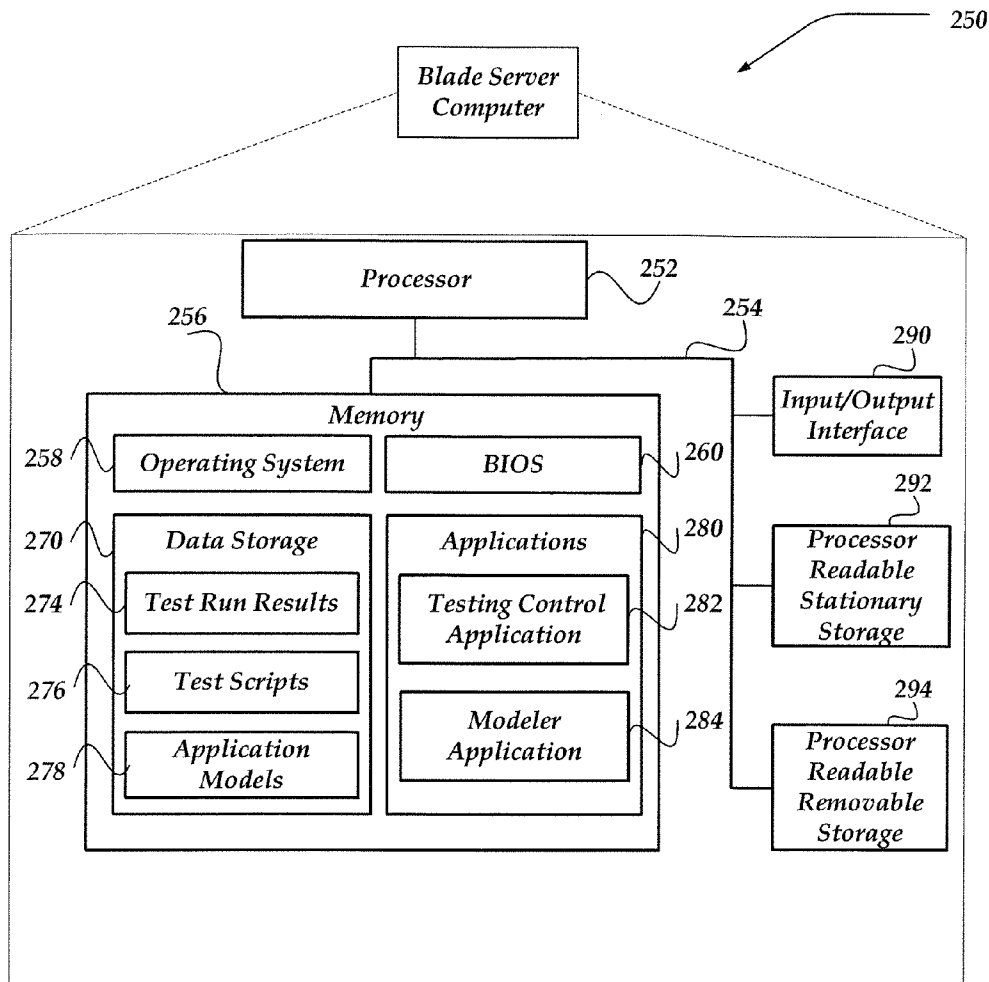 250
Blade Server
Computer
Processor
252
256
254
290
Memory
Input/Output
Interface
258
Operating System
BIOS
260
292
270
Data Storage
Applications
280
Processor
Readable
Stationary
Storage
274
Test Run Results
Testing Control
Application
282
276
Test Scripts
294
Modeler
Application
284
Processor
Readable
Removable
Storage
278
Application
Models